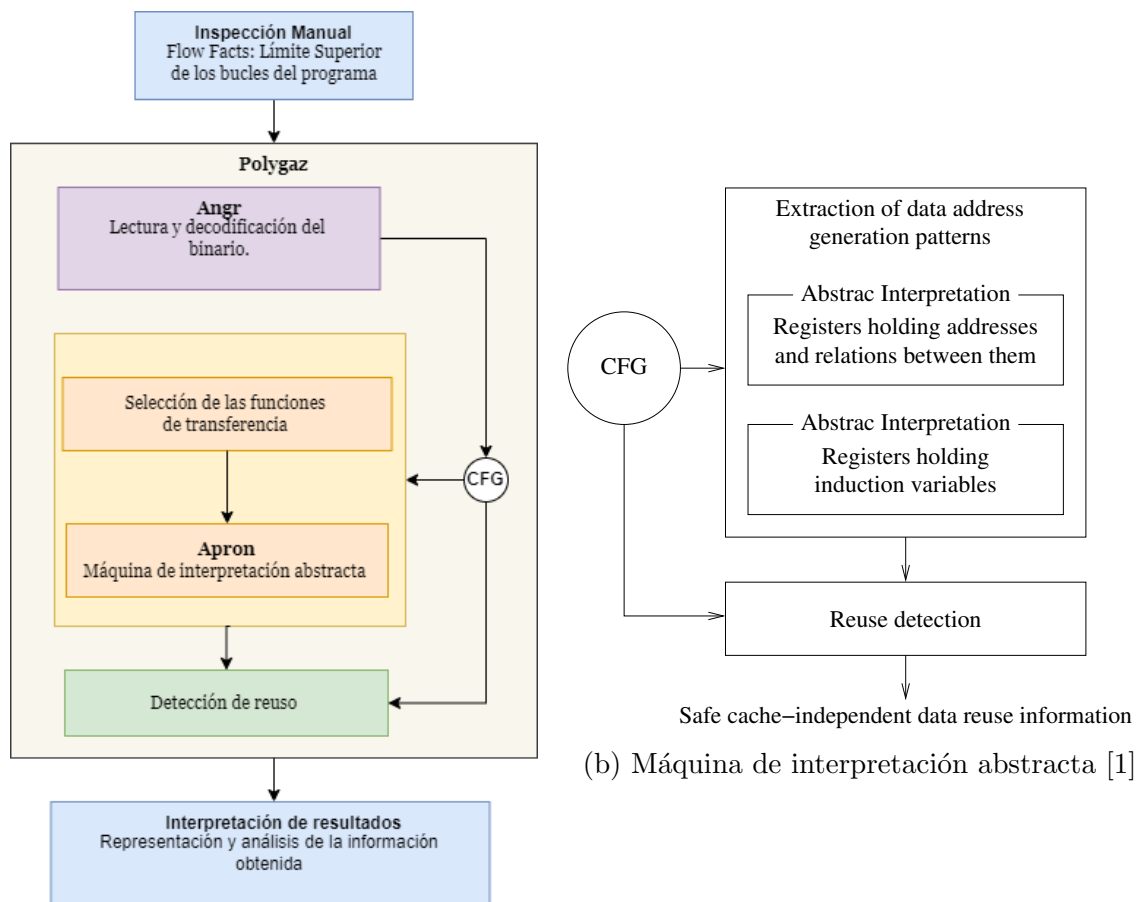 Inspección Manual
Flow Facts: Límite Superior
de los bucles del programa
Polygaz
Angr
Lectura y decodificación del
binario.
Selección de las funciones
de transferencia
CFG
Apron
Máquina de interpretación abstracta
Detección de reuso
Interpretación de resultados
Representación y análisis de la información
obtenida
Extraction of data address
generation patterns
Abstrac Interpretation
Registers holding addresses
and relations between them
CFG
Abstrac Interpretation
Registers holding
induction variables
Reuse detection
Safe cache−independent data reuse information
(b) Máquina de interpretación abstracta [1]